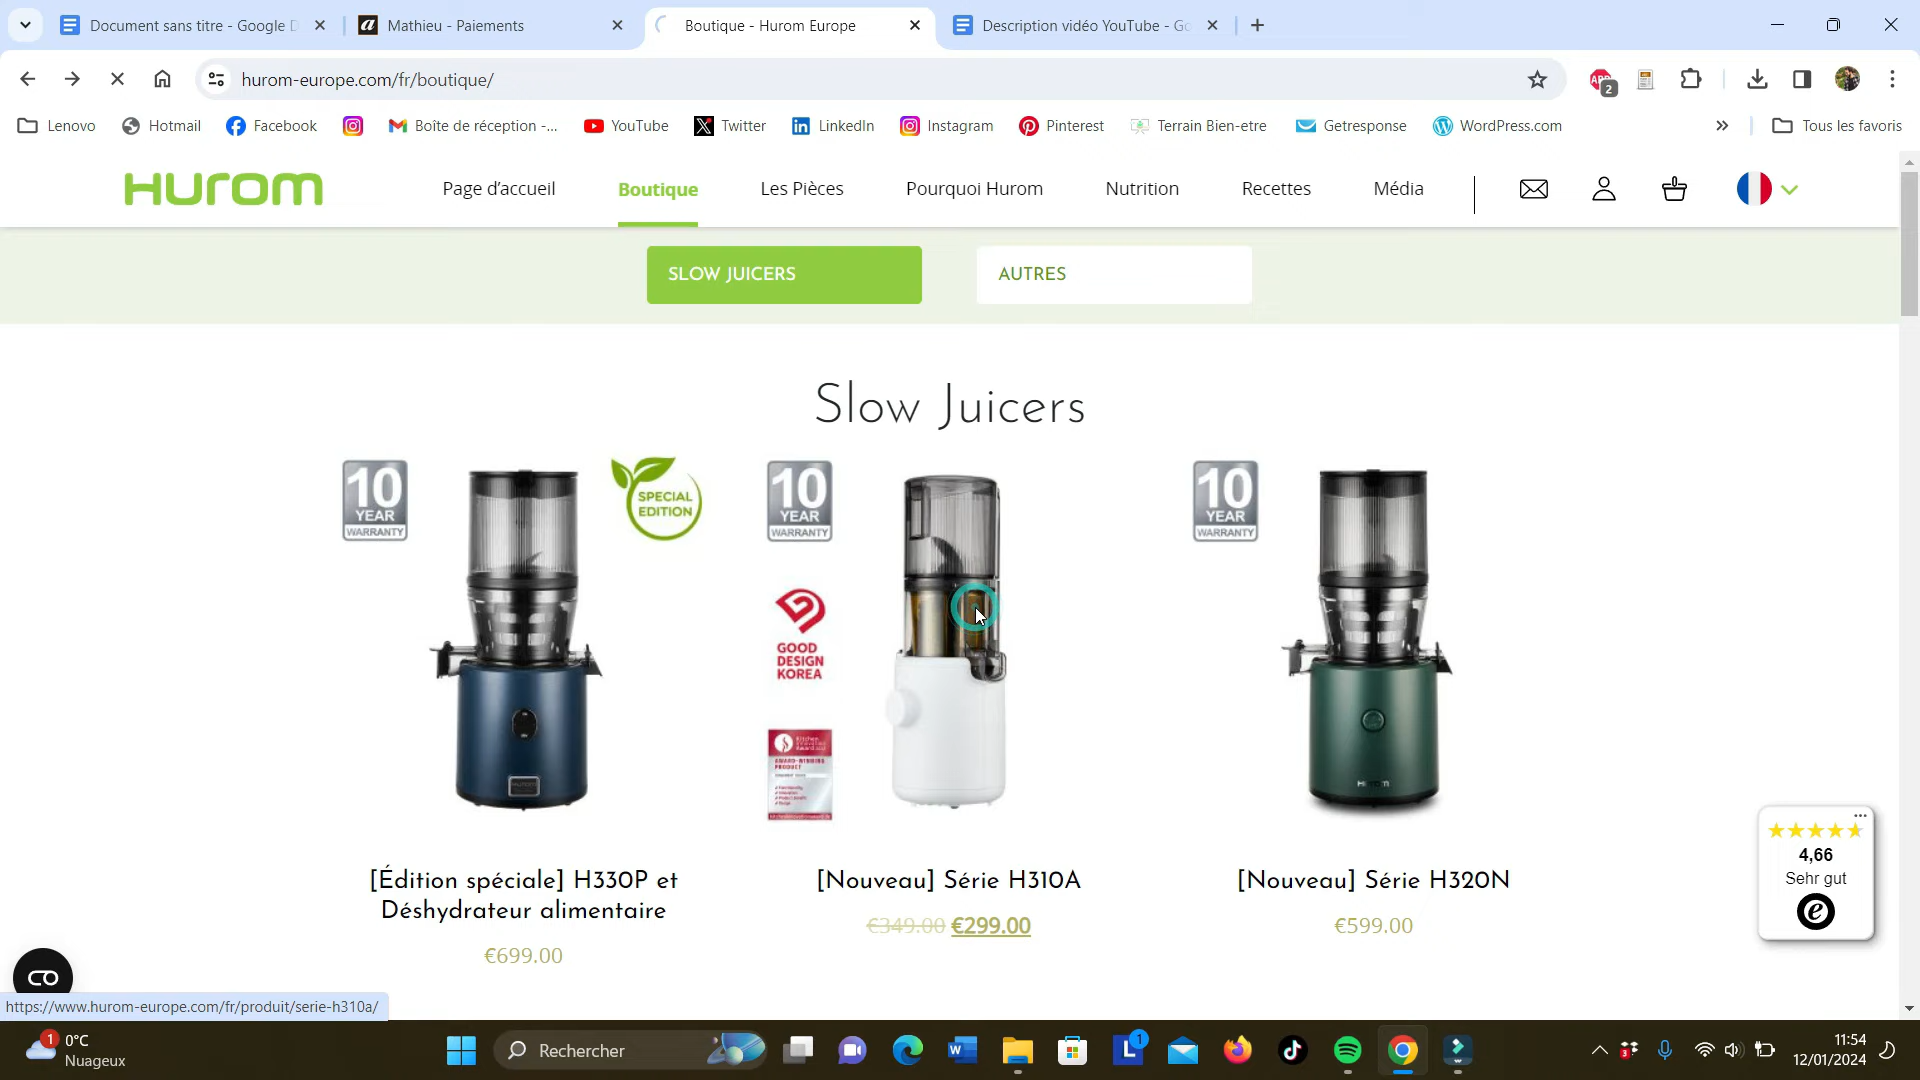 Document sans titre - Google D
Mathieu - Paiements
Boutique - Hurom Europe
Description vidéo YouTube - Go
hurom-europe.com/fr/boutique/
2
Lenovo
Hotmail
Facebook
Boîte de réception -...
YouTube
Twitter
LinkedIn
Instagram
Pinterest
Terrain Bien-etre
Getresponse
WordPress.com
Tous les favoris
Hurom
Page d'accueil
Boutique
Les Pièces
Pourquoi Hurom
Nutrition
Recettes
Média
SLOW JUICERS
AUTRES
Slow Juicers
10
YEAR
WARRANTY
SPECIAL
EDITION
10
YEAR
WARRANTY
GOOD
DESIGN
KOREA
AWARD-WINNING
PRODUCT
10
YEAR
WARRANTY
HUROM
[Édition spéciale] H330P et
Déshydrateur alimentaire
€699.00
[Nouveau] Série H310A
€349.00 €299.00
[Nouveau] Série H320N
€599.00
4,66
Sehr gut
https://www.hurom-europe.com/fr/produit/serie-h310a/
1
0°C
Nuageux
Rechercher
1
3
11:54
12/01/2024